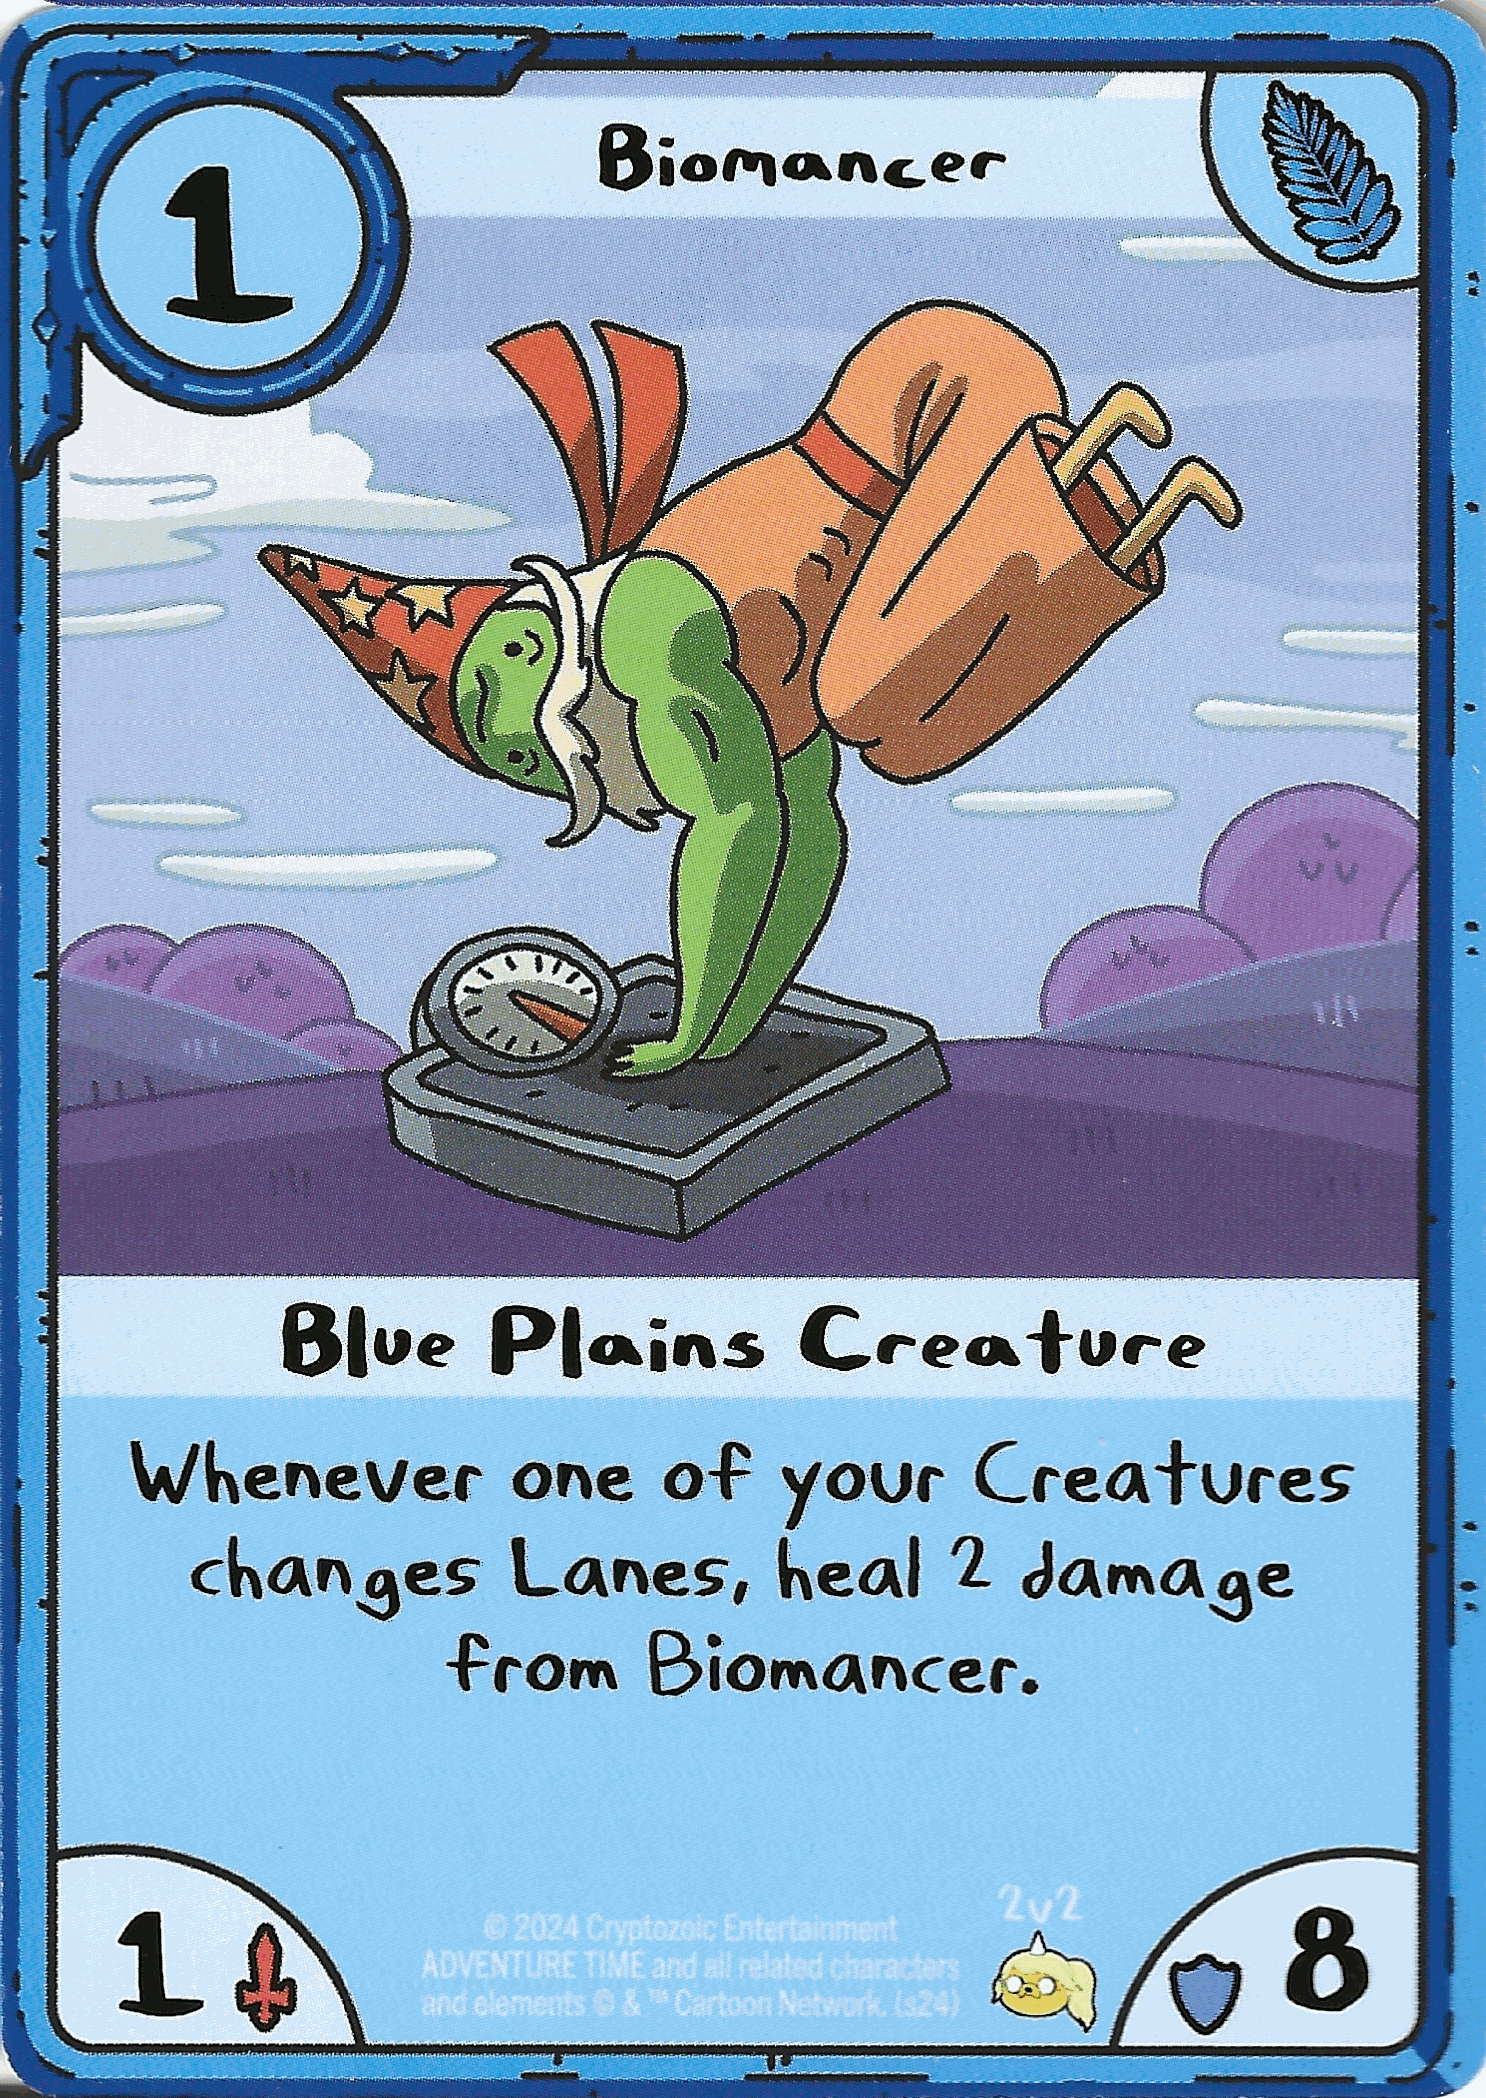 1
Biomancer
Blue Plains Creature
Whenever one of your Creatures
changes Lanes, heal 2 damage
from Biomancer.
1
© 2024 Cryptozoic Entertainment
ADVENTURE TIME and all related characters
and elements © & ™ Cartoon Network. (s24)
2v2
8